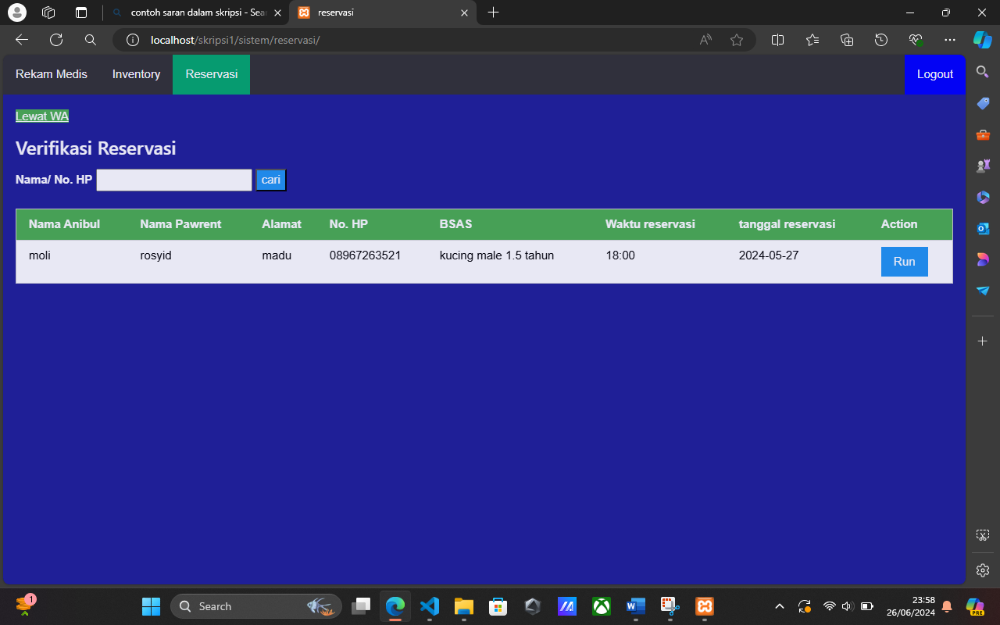 contoh saran dalam skripsi - Sear
reservasi
localhost/skripsi1/sistem/reservasi/
Rekam Medis Inventory Reservasi Logout
Lewat WA
Verifikasi Reservasi
Nama/ No. HP cari
Nama Anibul Nama Pawrent Alamat No. HP BSAS Waktu reservasi tanggal reservasi Action
moli rosyid madu 08967263521 kucing male 1.5 tahun 18:00 2024-05-27 Run
1
Search
23:58
26/06/2024
PRE